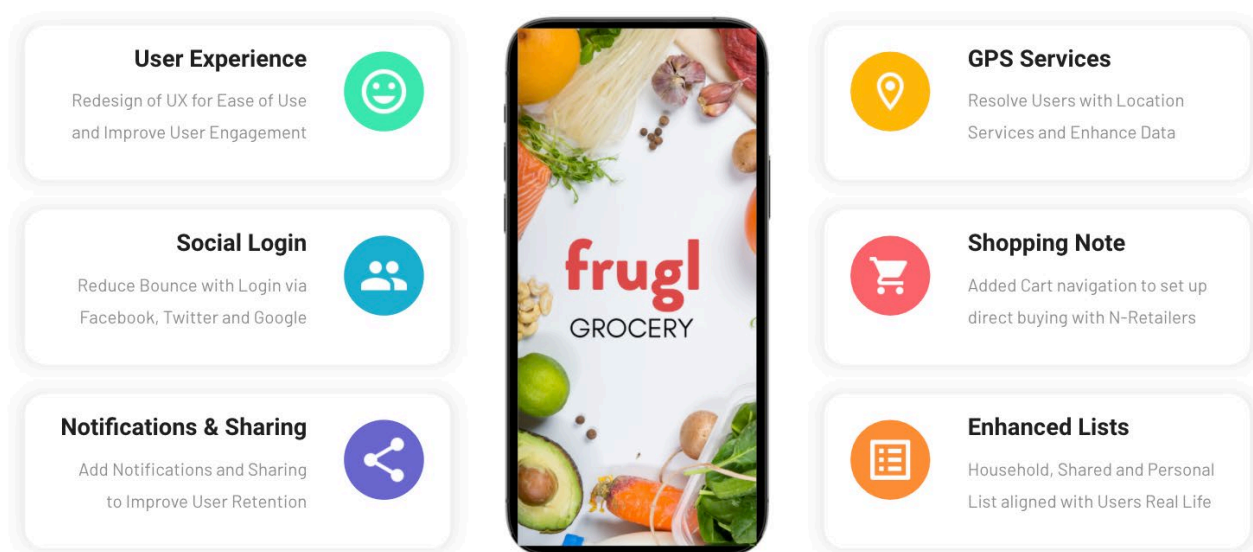 User Experience
Redesign of UX for Ease of Use
and Improve User Engagement
Social Login
Reduce Bounce with Login via
Facebook, Twitter and Google
Notifications & Sharing
Add Notifications and Sharing
to Improve User Retention
frugl
GROCERY
GPS Services
Resolve Users with Location
Services and Enhance Data
Shopping Note
Added Cart navigation to set up
direct buying with N-Retailers
Enhanced Lists
Household, Shared and Personal
List aligned with Users Real Life